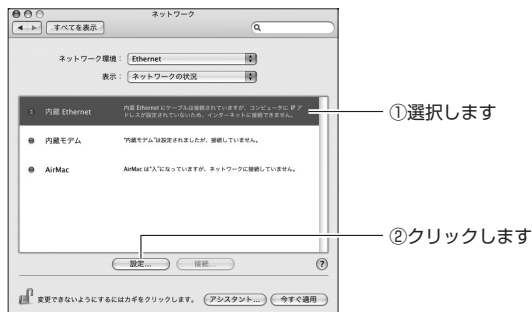 ネットワーク
すべてを表示
ネットワーク環境： Ethernet
表示： ネットワークの状況
内蔵 Ethernet
内蔵 Ethernet にケーブルは接続されていますが、コンピュータに IP ア
ドレスが設定されていないため、インターネットに接続できません。
①選択します
内蔵モデム
"内蔵モデム"は設定されましたが、接続していません。
AirMac
AirMac は"入"になっていますが、ネットワークに接続していません。
②クリックします
設定... 接続... ?
変更できないようにするにはカギをクリックします。 アシスタント... 今すぐ適用